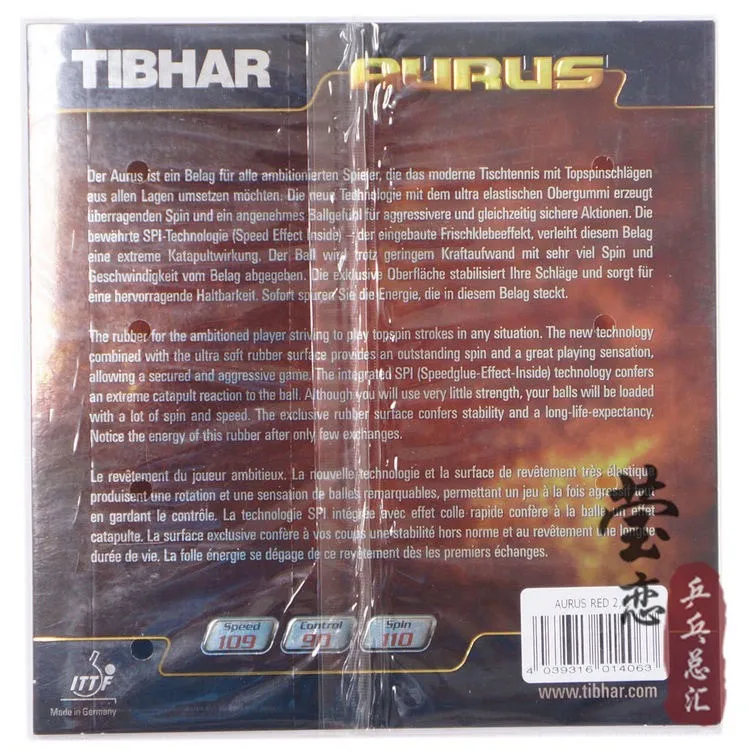 TIBHAR AURUS
Der Aurus ist ein Belag für alle ambitionierten Spieler, die das moderne Tischtennis mit Topspinschlägen
aus allen Lagen umsetzen möchten. Die neue Technologie mit dem ultra elastischen Obergummi erzeugt
überragenden Spin und ein angenehmes Ballgefühl für aggressivere und gleichzeitig sichere Aktionen. Die
bewährte SPI-Technologie (Speed Effect Inside) – der eingebaute Frischklebeeffekt, verleiht diesem Belag
eine extreme Katapultwirkung. Der Ball wird trotz geringem Kraftaufwand mit sehr viel Spin und
Geschwindigkeit vom Belag abgegeben. Die exklusive Oberfläche stabilisiert Ihre Schläge und sorgt für
eine hervorragende Haltbarkeit. Sofort spüren Sie die Energie, die in diesem Belag steckt.
The rubber for the ambitioned player striving to play topspin strokes in any situation. The new technology
combined with the ultra soft rubber surface provides an outstanding spin and a great playing sensation,
allowing a secured and aggressive game. The integrated SPI (Speedglue-Effect-Inside) technology confers
an extreme catapult reaction to the ball. Although you will use very little strength, your balls will be loaded
with a lot of spin and speed. The exclusive rubber surface confers stability and a long-life-expectancy.
Notice the energy of this rubber after only few exchanges.
Le revêtement du joueur ambitieux. La nouvelle technologie et la surface de revêtement très élastique
produisent une rotation et une sensation de balles remarquables, permettant un jeu à la fois agressif tout
en gardant le contrôle. La technologie SPI intégrée avec effet colle rapide confère à la balle un effet
catapulte. La surface exclusive confère à vos coups une stabilité hors norme et au revêtement une longue
durée de vie. La folle énergie se dégage de ce revêtement dès les premiers échanges.
莹恋
乒乓总汇
Speed Control Spin
109 90 110
AURUS RED 2,
4 039316 014063
ITTF
Made in Germany
www.tibhar.com